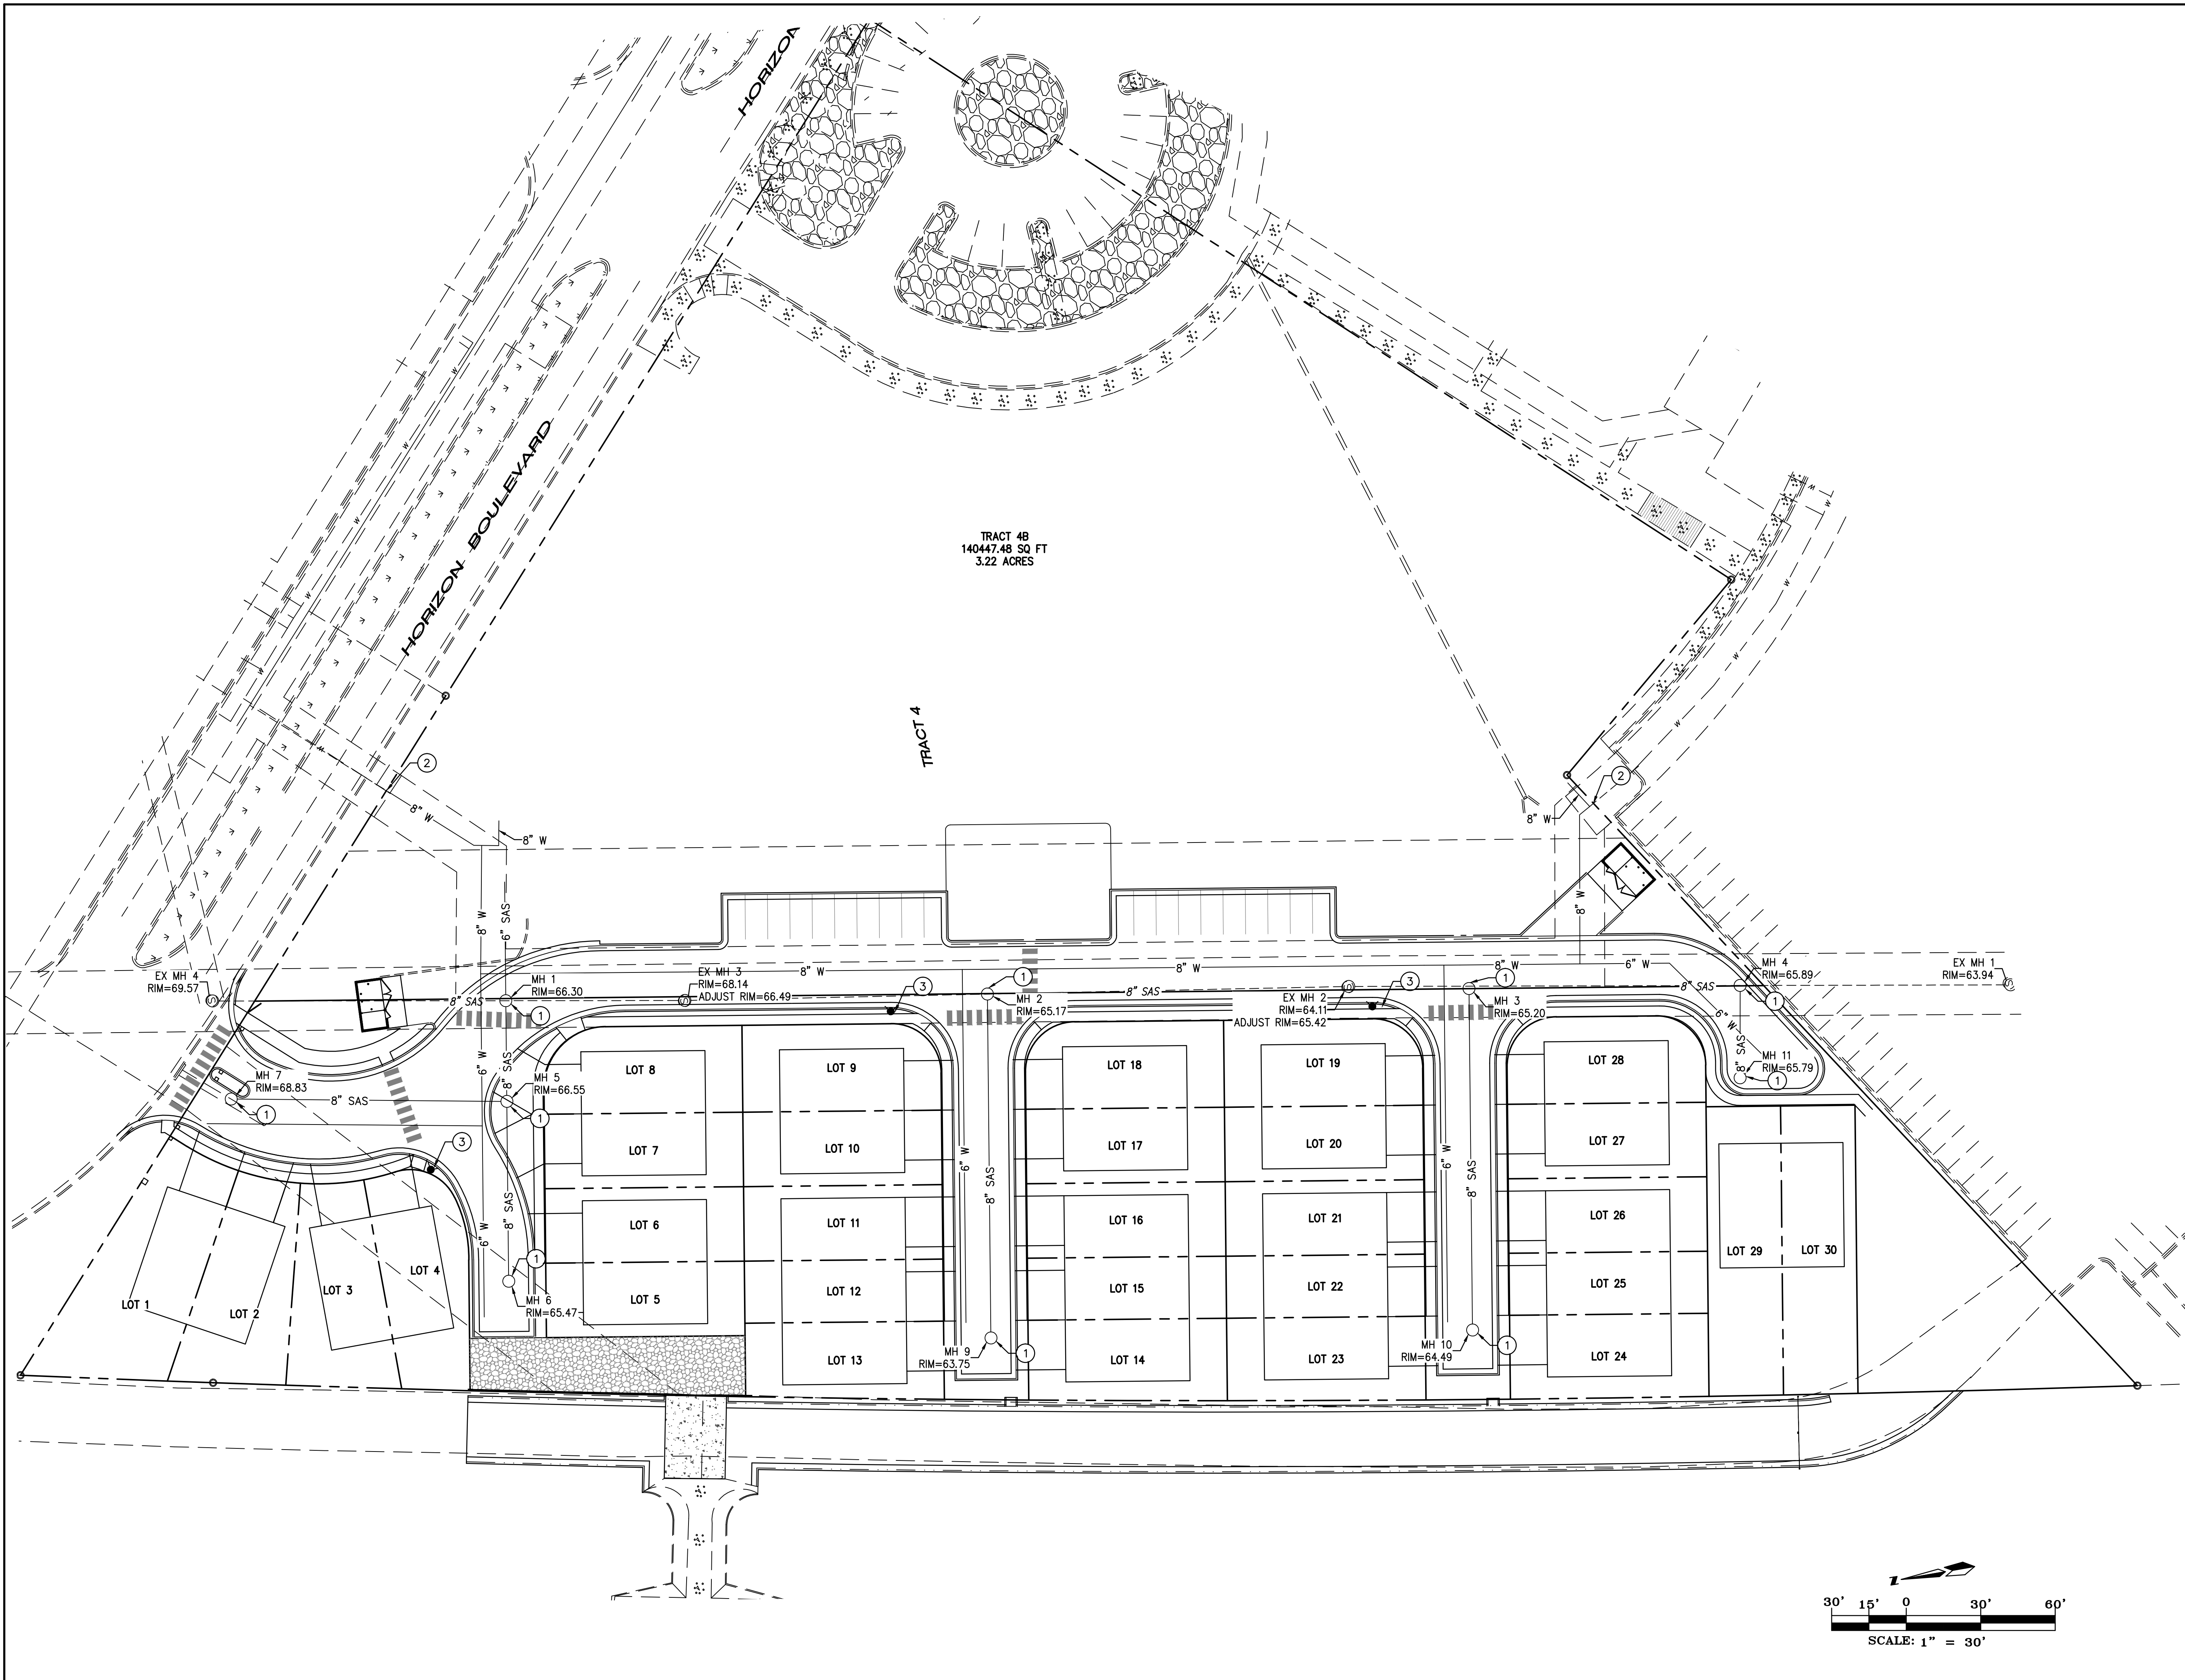 HORIZON
HORIZON BOULEVARD
TRACT 4B
140447.48 SQ FT
3.22 ACRES
TRACT 4
2
8" W
8" W
2
8" W
8" W
6" SAS
8" W
EX MH 4
RIM=69.57
8" SAS
MH 1
RIM=66.30
1
EX MH 3
RIM=68.14
ADJUST RIM=66.49
8" W
3
1
MH 2
RIM=65.17
8" W
8" SAS
EX MH 2
RIM=64.11
ADJUST RIM=65.42
3
8" W
1
MH 3
RIM=65.20
6" W
8" SAS
MH 4
RIM=65.89
1
EX MH 1
RIM=63.94
6" W
8" SAS
MH 11
RIM=65.79
1
MH 7
RIM=68.83
1
8" SAS
6" W
8" SAS
MH 5
RIM=66.55
1
3
6" W
8" SAS
1
MH 6
RIM=65.47
LOT 8
LOT 9
LOT 18
LOT 19
LOT 28
LOT 7
LOT 10
LOT 17
LOT 20
LOT 27
6" W
8" SAS
6" W
8" SAS
LOT 6
LOT 11
LOT 16
LOT 21
LOT 26
LOT 29
LOT 30
LOT 1
LOT 2
LOT 3
LOT 4
LOT 5
LOT 12
LOT 15
LOT 22
LOT 25
LOT 13
MH 9
RIM=63.75
1
LOT 14
LOT 23
MH 10
RIM=64.49
1
LOT 24
W
W
W
W
W
W
W
W
W
W
W
Z
30' 15' 0 30' 60'
SCALE: 1" = 30'